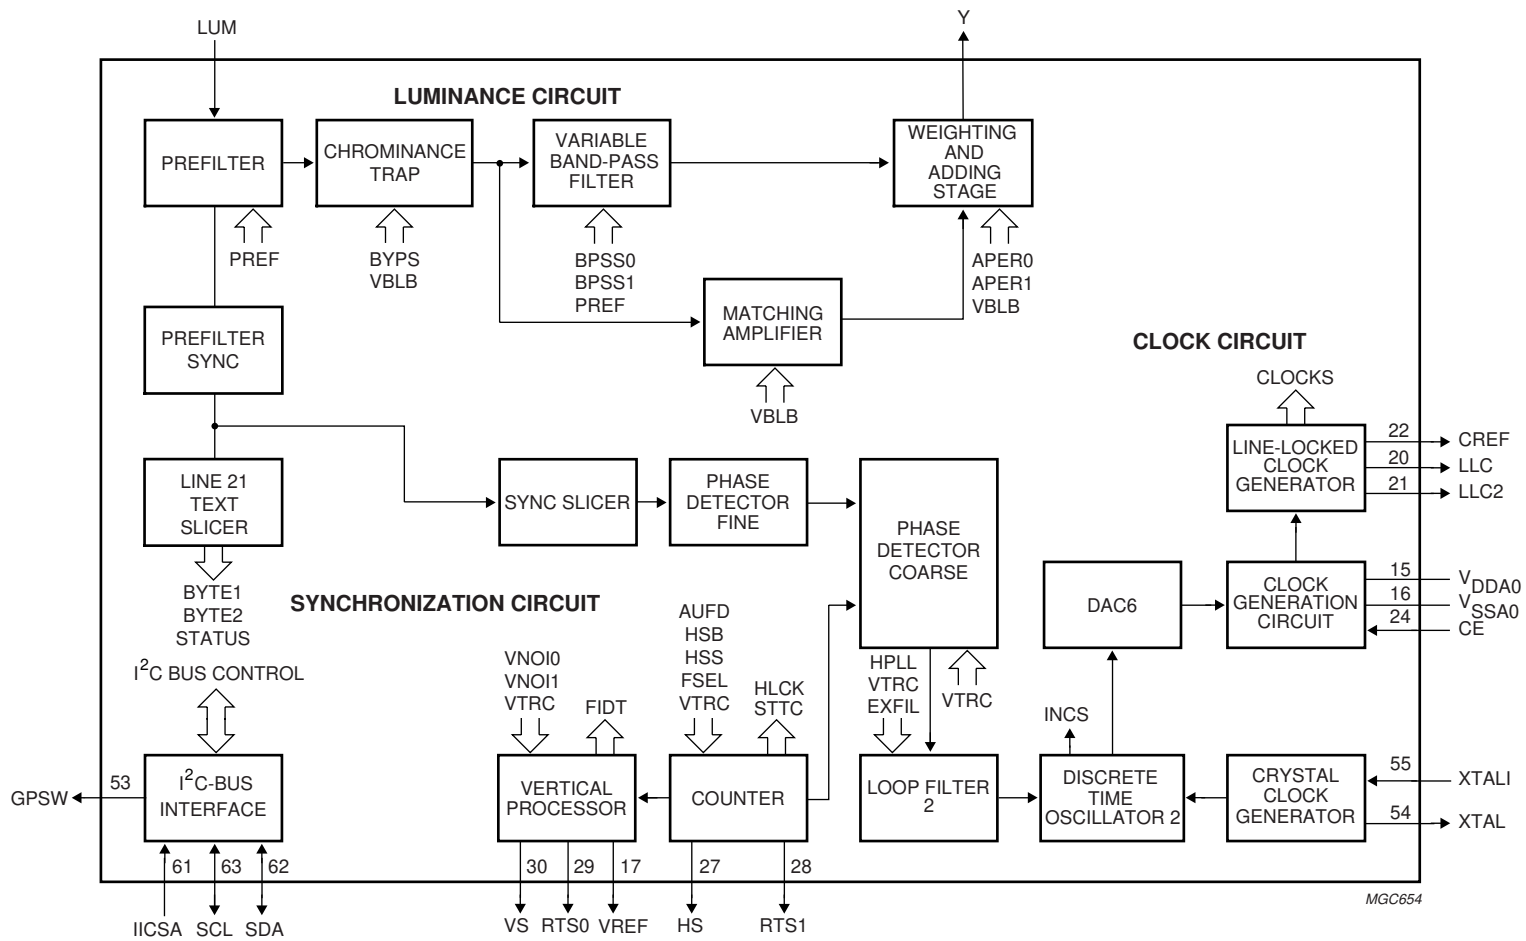 LUM
Y
LUMINANCE CIRCUIT
PREFILTER
CHROMINANCE
TRAP
VARIABLE
BAND-PASS
FILTER
WEIGHTING
AND
ADDING
STAGE
PREF
BYPS
VBLB
BPSS0
BPSS1
PREF
APER0
APER1
VBLB
MATCHING
AMPLIFIER
VBLB
PREFILTER
SYNC
CLOCK CIRCUIT
CLOCKS
LINE-LOCKED
CLOCK
GENERATOR
22
CREF
20
LLC
21
LLC2
LINE 21
TEXT
SLICER
SYNC SLICER
PHASE
DETECTOR
FINE
PHASE
DETECTOR
COARSE
DAC6
CLOCK
GENERATION
CIRCUIT
15
VDDA0
16
VSSA0
24
CE
BYTE1
BYTE2
STATUS
SYNCHRONIZATION CIRCUIT
I2C BUS CONTROL
VNOI0
VNOI1
VTRC
FIDT
AUFD
HSB
HSS
FSEL
VTRC
HLCK
STTC
HPLL
VTRC
EXFIL
VTRC
INCS
I2C-BUS
INTERFACE
53
GPSW
VERTICAL
PROCESSOR
COUNTER
LOOP FILTER
2
DISCRETE
TIME
OSCILLATOR 2
CRYSTAL
CLOCK
GENERATOR
55
XTALI
54
XTAL
61
63
62
30
29
17
27
28
IICSA
SCL
SDA
VS
RTS0
VREF
HS
RTS1
MGC654